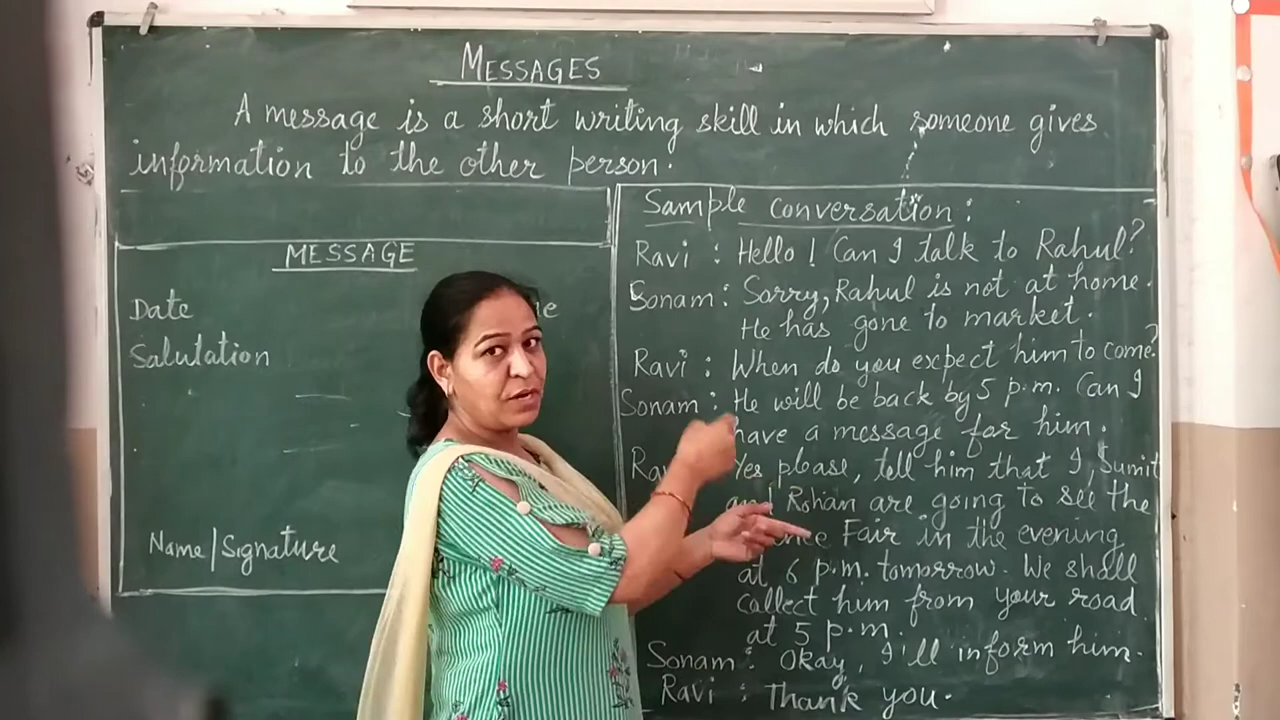 MESSAGES
A message is a short writing skill in which someone gives
information to the other person.
MESSAGE
Date
Salutation
Name/Signature
Sample conversation:
Ravi : Hello! Can I talk to Rahul?
Sonam : Sorry, Rahul is not at home.
He has gone to market.
Ravi : When do you expect him to come?
Sonam : He will be back by 5 p.m. Can I
have a message for him.
Yes please, tell him that I, Sumit
and Rohan are going to see the
Fair in the evening
at 6 p.m. tomorrow. We shall
collect him from your road
at 5 p.m.
Sonam : Okay, I'll inform him.
Ravi : Thank you.